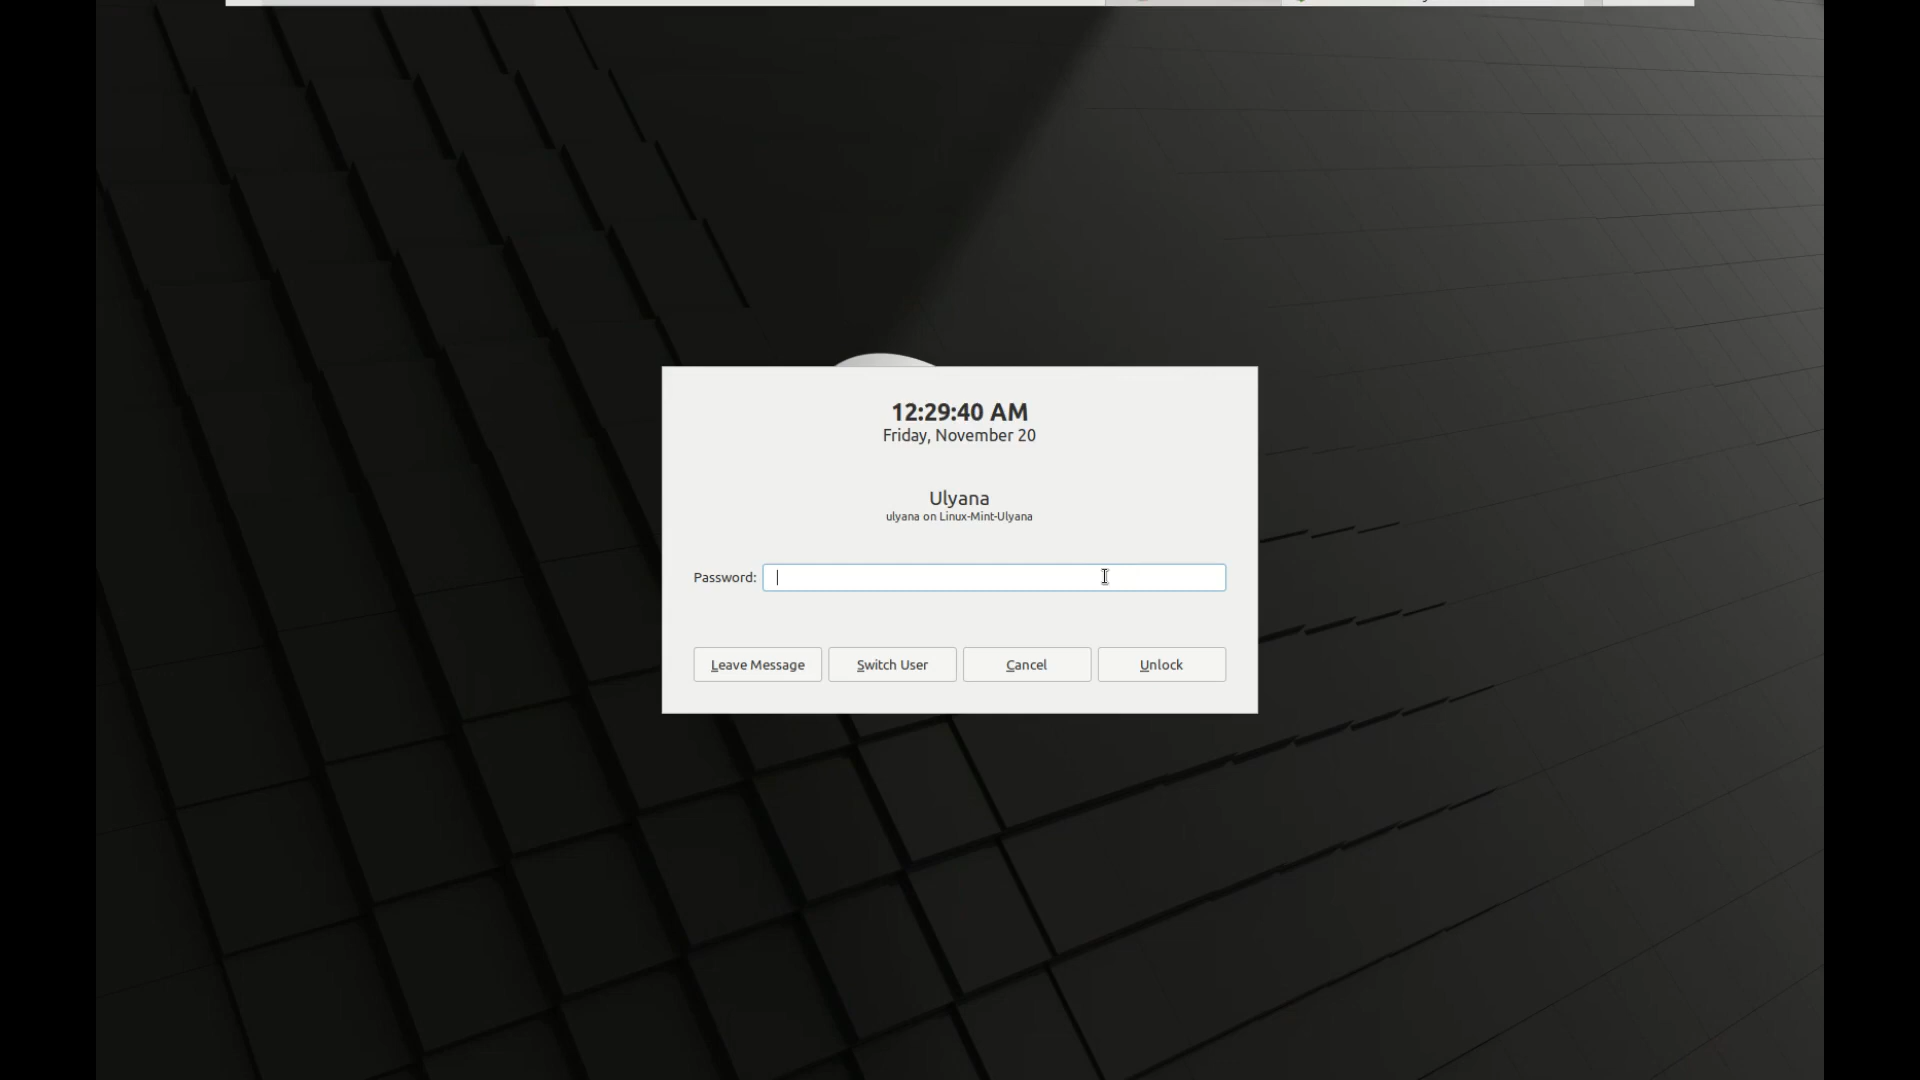 12:29:40 AM
Friday, November 20
Ulyana
ulyana on Linux-Mint-Ulyana
Password:
Leave Message
Switch User
Cancel
Unlock